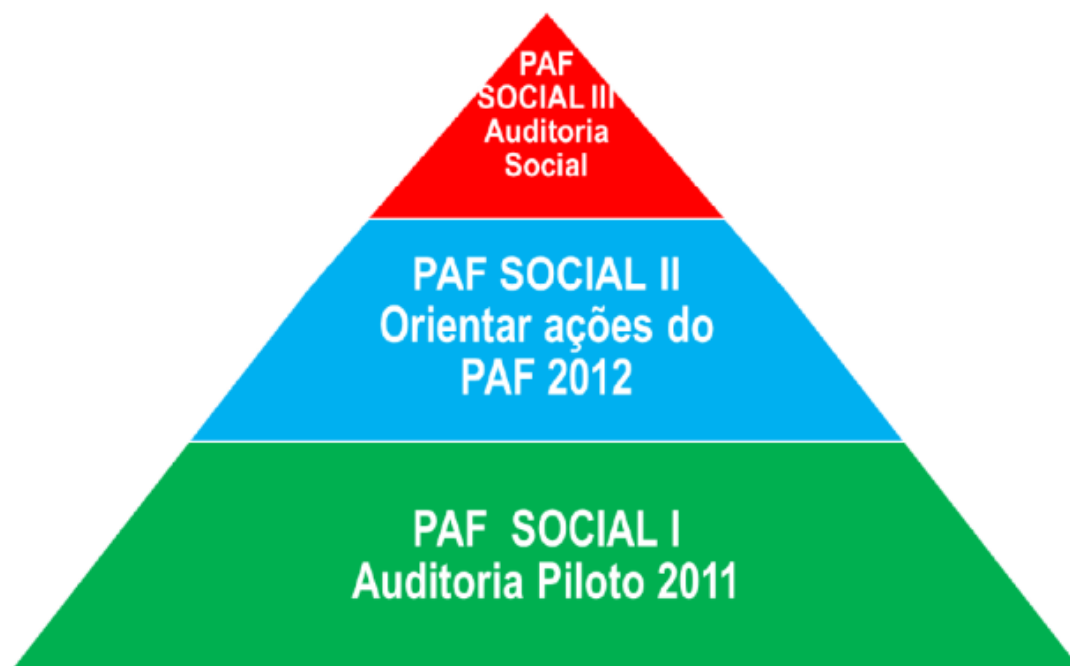 PAF
SOCIAL III
Auditoria
Social
PAF SOCIAL II
Orientar ações do
PAF 2012
PAF SOCIAL I
Auditoria Piloto 2011